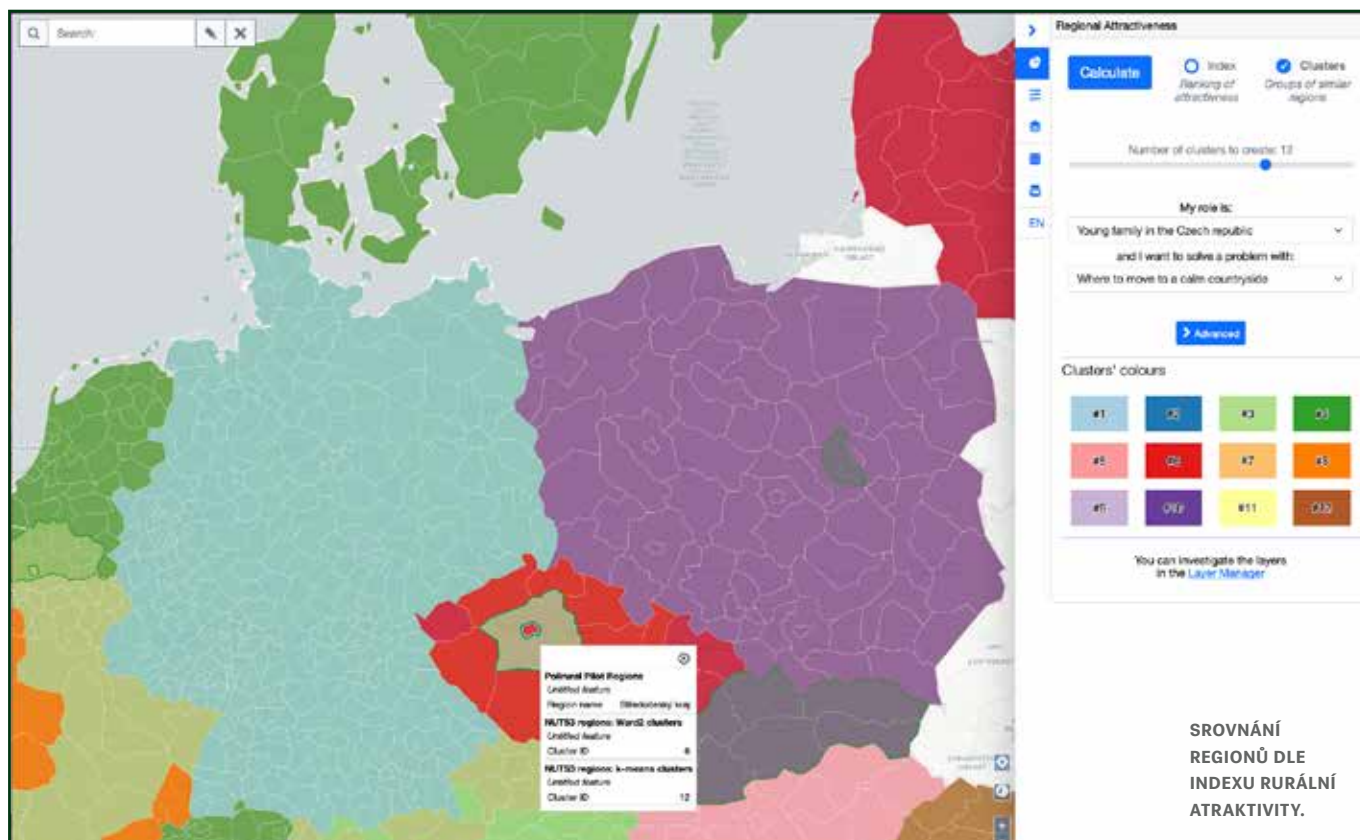 Search:
Regional Attractiveness
Calculate
Index
Ranking of attractiveness
Clusters
Groups of similar regions
Number of clusters to create: 12
My role is:
Young family in the Czech republic
and I want to solve a problem with:
Where to move to a calm countryside
EN
Advanced
Clusters' colours
#1
#2
#3
#5
#6
#7
#10
#11
#12
You can investigate the layers
in the Layer Manager
Polirural Pilot Regions
Untitled feature
Region name Středočeský kraj
NUTS3 regions: Ward2 clusters
Untitled feature
Cluster ID 6
NUTS3 regions: k-means clusters
Untitled feature
Cluster ID 12
SROVNÁNÍ
REGIONŮ DLE
INDEXU RURÁLNÍ
ATRAKTIVITY.